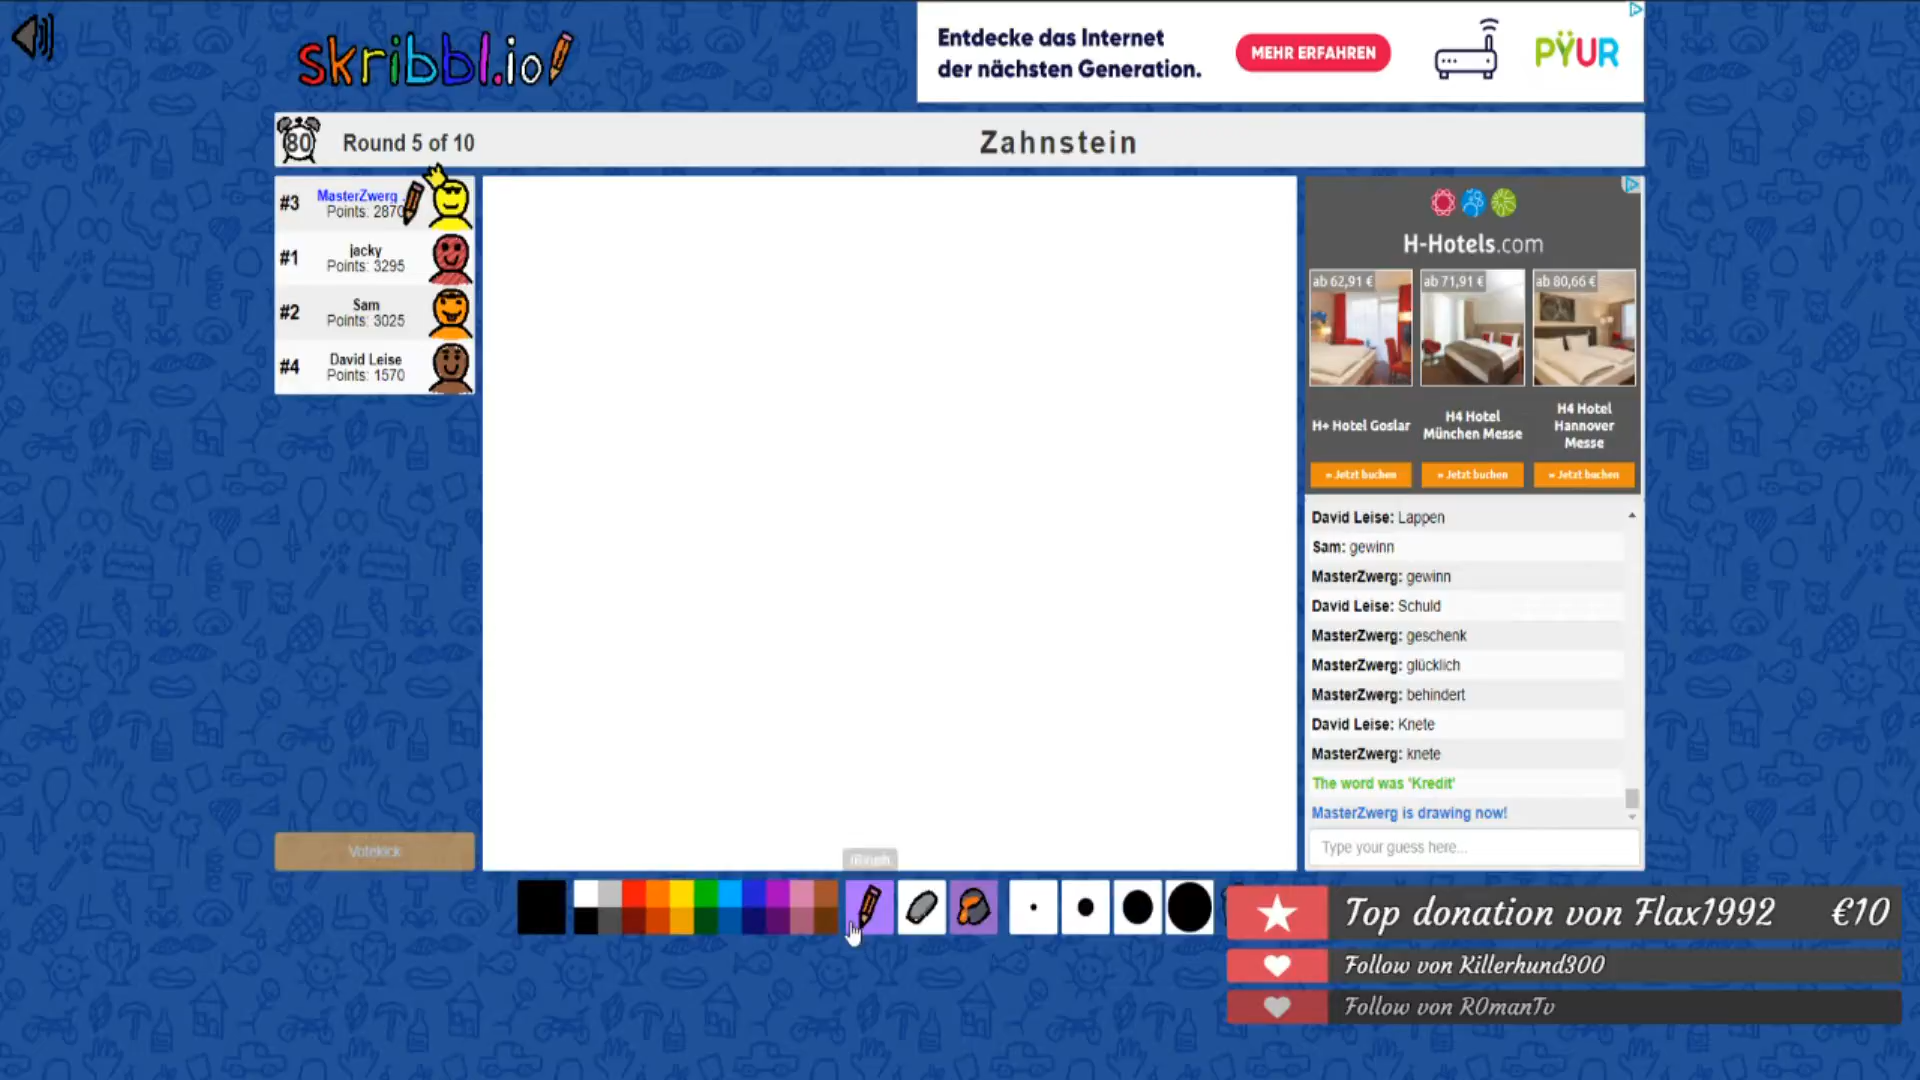 skribbl.io
Entdecke das Internet
der nächsten Generation.
MEHR ERFAHREN
PŸUR
80
Round 5 of 10
Zahnstein
#3
MasterZwerg
Points: 2870
#1
jacky
Points: 3295
#2
Sam
Points: 3025
#4
David Leise
Points: 1570
Votekick
H-Hotels.com
ab 62,91 €
ab 71,91 €
ab 80,66 €
H+ Hotel Goslar
H4 Hotel
München Messe
H4 Hotel
Hannover
Messe
» Jetzt buchen
» Jetzt buchen
» Jetzt buchen
David Leise: Lappen
Sam: gewinn
MasterZwerg: gewinn
David Leise: Schuld
MasterZwerg: geschenk
MasterZwerg: glücklich
MasterZwerg: behindert
David Leise: Knete
MasterZwerg: knete
The word was 'Kredit'
MasterZwerg is drawing now!
Type your guess here...
Top donation von Flax1992 €10
Follow von Killerhund300
Follow von R0manTv